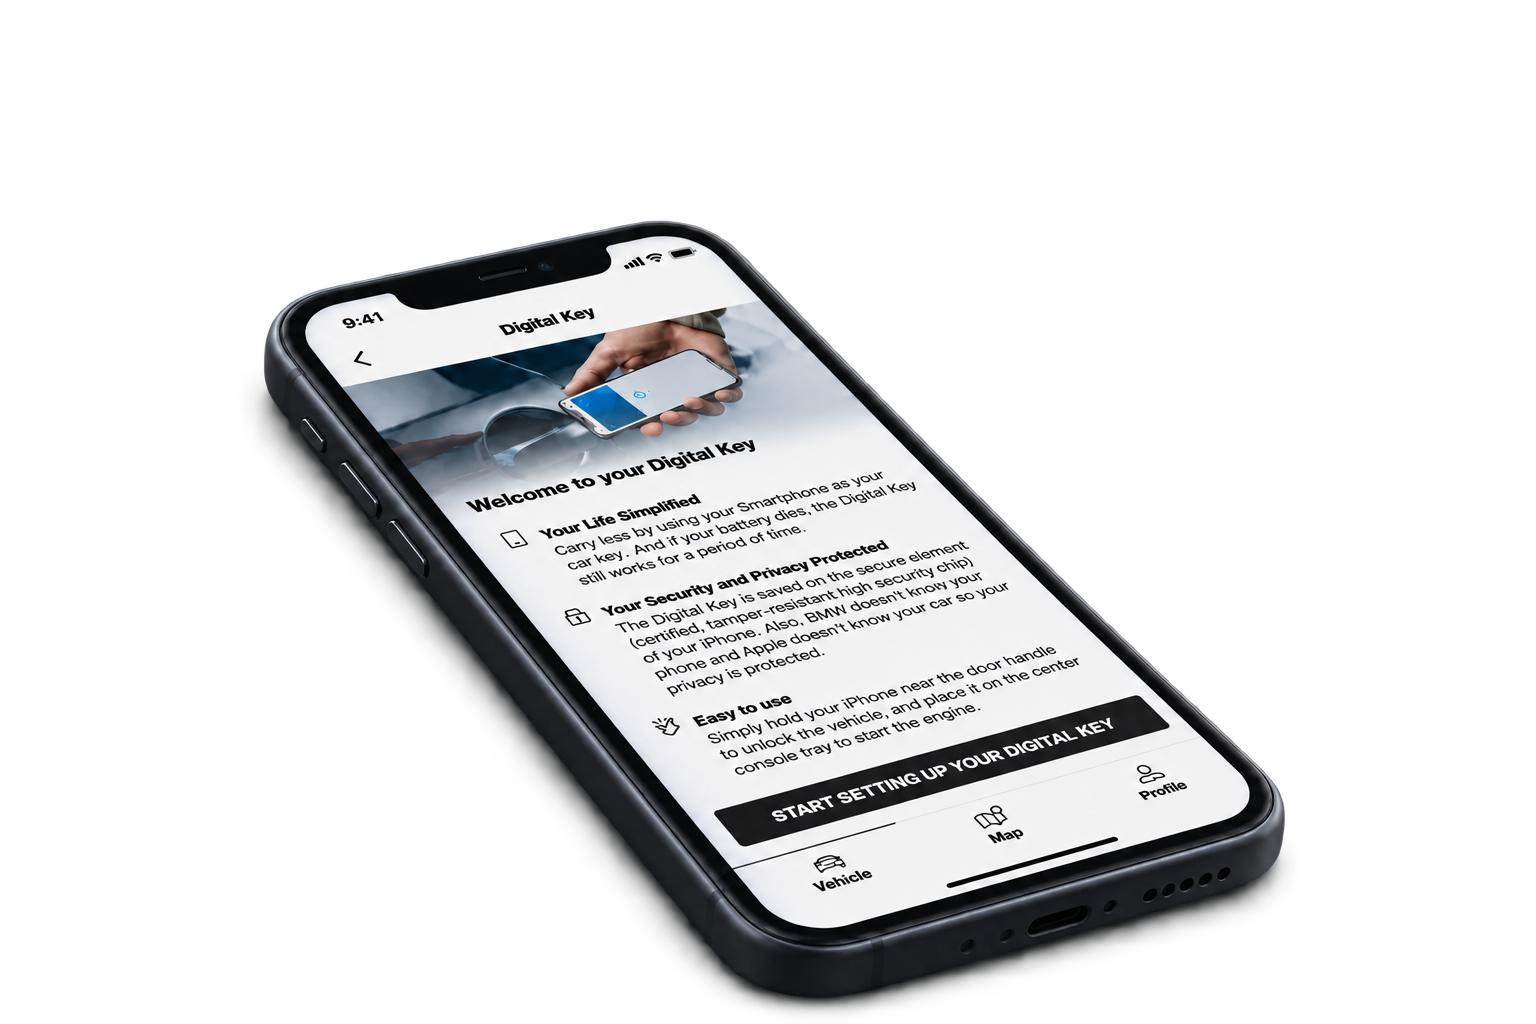 9:41
Digital Key
Welcome to your Digital Key
Your Life Simplified
Carry less by using your Smartphone as your
car key. And if your battery dies, the Digital Key
still works for a period of time.
Your Security and Privacy Protected
The Digital Key is saved on the secure element
(certified, tamper-resistant high security chip)
of your iPhone. Also, BMW doesn't know your
phone and Apple doesn't know your car so your
privacy is protected.
Easy to use
Simply hold your iPhone near the door handle
to unlock the vehicle, and place it on the center
console tray to start the engine.
START SETTING UP YOUR DIGITAL KEY
Vehicle
Map
Profile